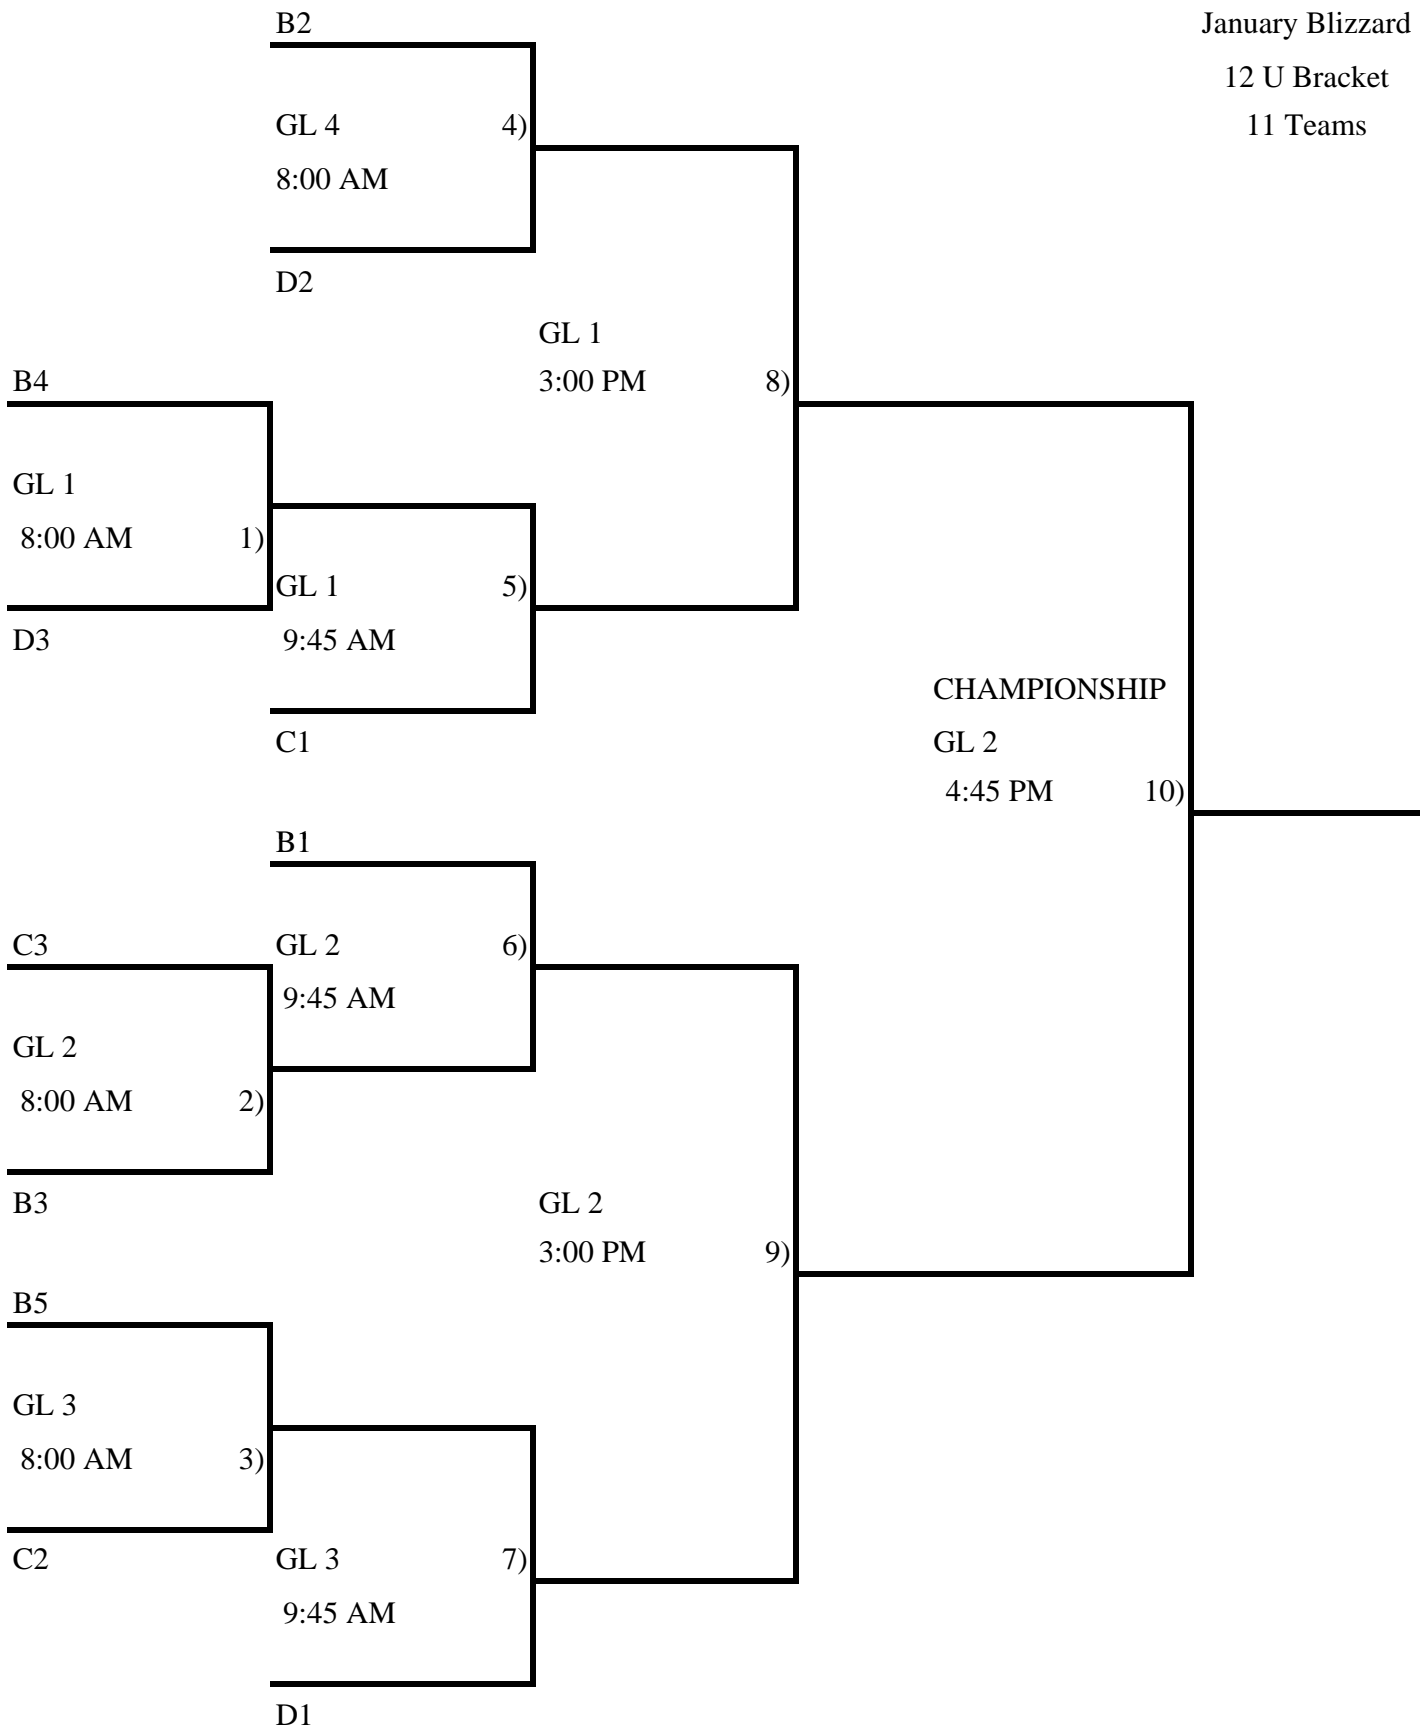 B2
January Blizzard
12 U Bracket
11 Teams
GL 4 4)
8:00 AM
D2
GL 1
3:00 PM 8)
B4
GL 1
8:00 AM 1)
D3
GL 1 5)
9:45 AM
C1
CHAMPIONSHIP
GL 2
4:45 PM 10)
B1
C3
GL 2 6)
9:45 AM
GL 2
8:00 AM 2)
B3
GL 2
3:00 PM 9)
B5
GL 3
8:00 AM 3)
C2
GL 3 7)
9:45 AM
D1